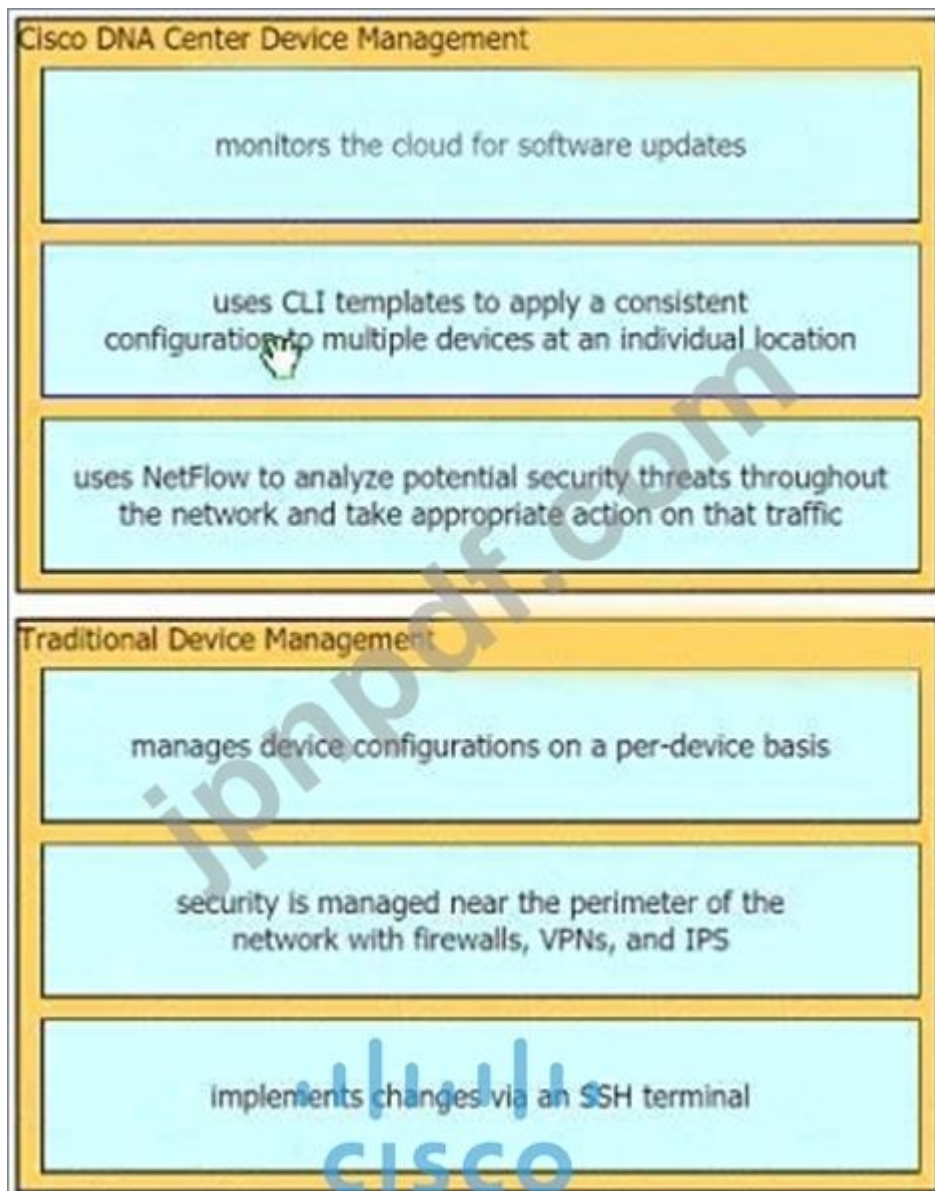 Cisco DNA Center Device Management
monitors the cloud for software updates
uses CLI templates to apply a consistent
configuration to multiple devices at an individual location
uses NetFlow to analyze potential security threats throughout
the network and take appropriate action on that traffic
Traditional Device Management
manages device configurations on a per-device basis
security is managed near the perimeter of the
network with firewalls, VPNs, and IPS
implements changes via an SSH terminal
jpnpdf.com
CISCO